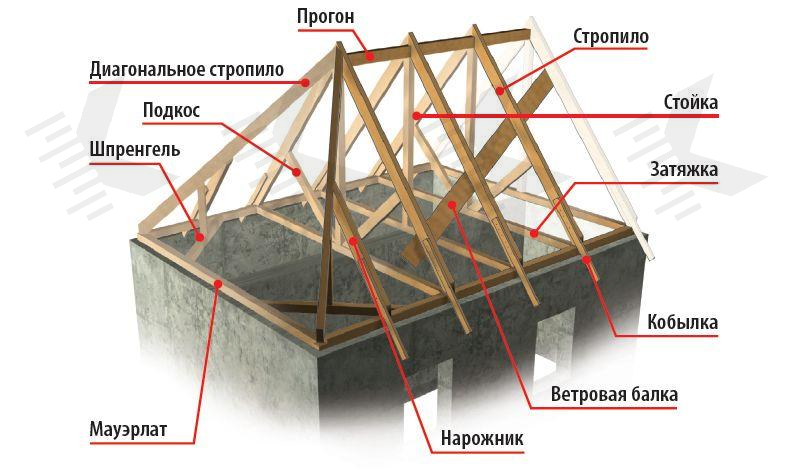 Прогон
Стропило
Диагональное стропило
Стойка
Подкос
Шпренгель
Затяжка
Кобылка
Ветровая балка
Мауэрлат
Нарожник